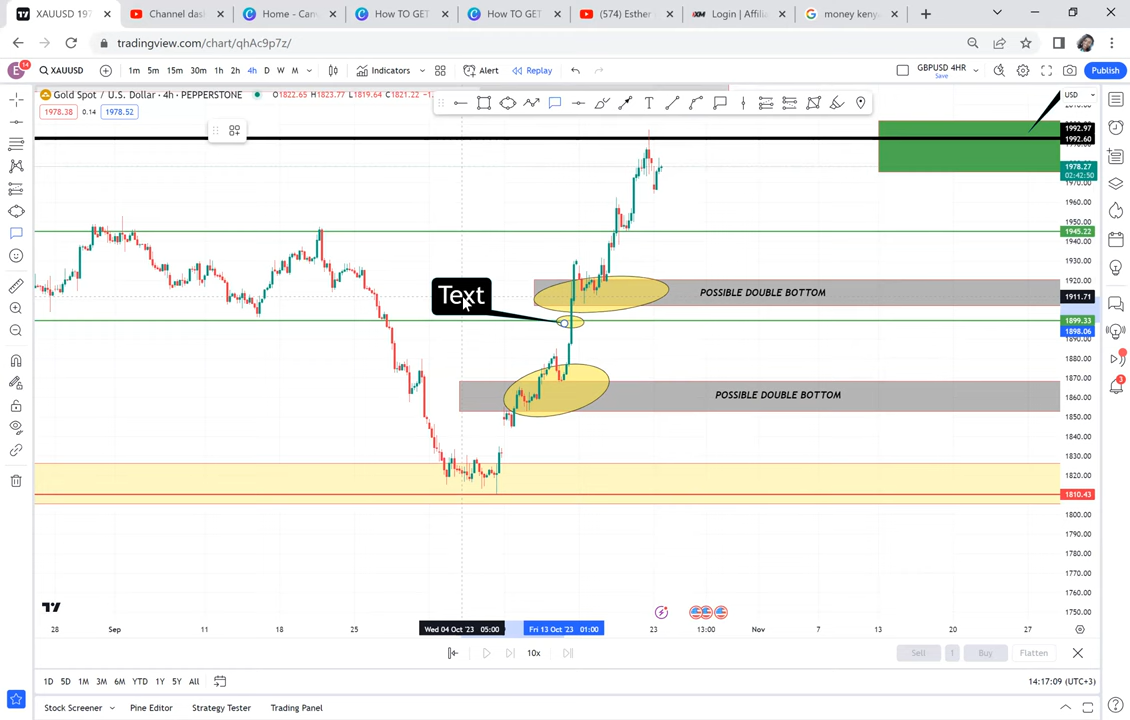 XAUUSD 197
Channel das
Home - Can
How TO GET
How TO GET
(574) Esther
Login | Affilia
money keny
tradingview.com/chart/qhAc9p7z/
E 14 XAUUSD 1m 5m 15m 30m 1h 2h 4h D W M Indicators Alert Replay GBPUSD 4HR Save Publish
Gold Spot / U.S. Dollar · 4h · PEPPERSTONE O1822.65 H1823.77 L1819.64 C1821.22
USD
1978.38 0.14 1978.52
1992.97
1992.60
1978.27
02:42:50
1970.00
1960.00
1950.00
1945.22
1940.00
1930.00
1920.00
Text
POSSIBLE DOUBLE BOTTOM
1911.71
1899.33
1898.06
1890.00
1880.00
1870.00
POSSIBLE DOUBLE BOTTOM
1860.00
1850.00
1840.00
1830.00
1820.00
1810.43
1800.00
1790.00
1780.00
1770.00
1760.00
1750.00
28 Sep 11 18 25 Wed 04 Oct '23 05:00 Fri 13 Oct '23 01:00 23 13:00 Nov 7 13 20 27
10x
Sell 1 Buy Flatten
1D 5D 1M 3M 6M YTD 1Y 5Y All
14:17:09 (UTC+3)
Stock Screener Pine Editor Strategy Tester Trading Panel
3